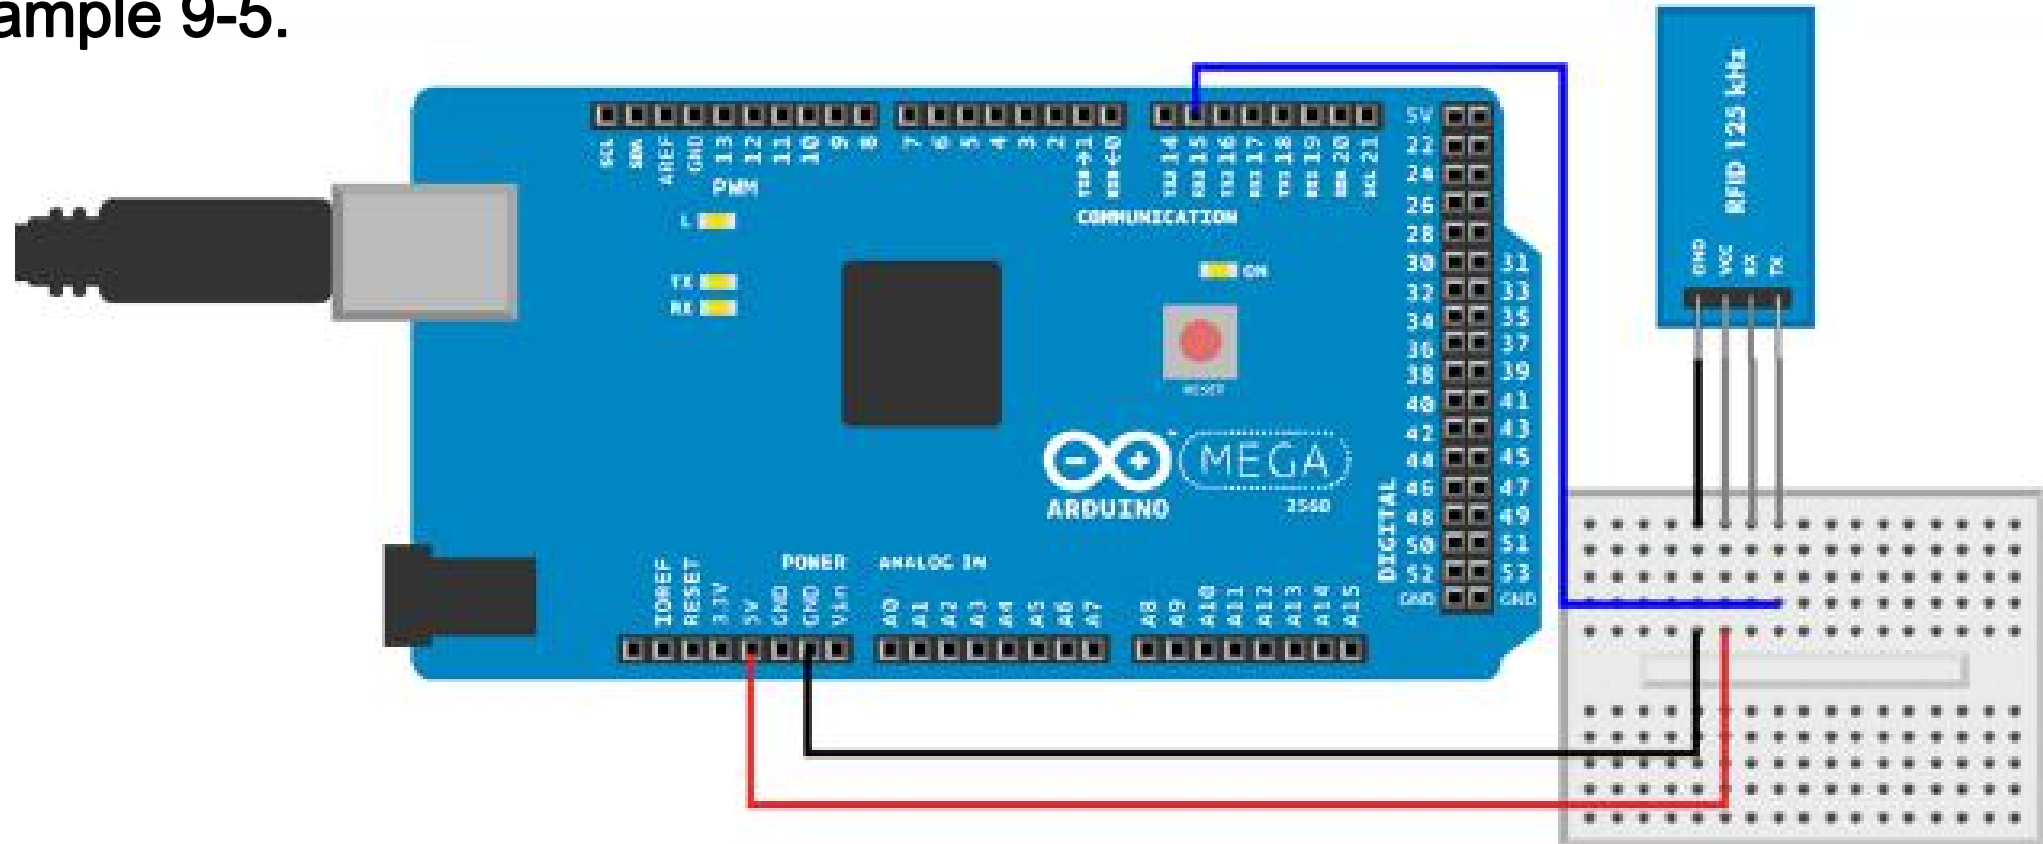 ample 9-5.
SCL SDA AREF GND 13 12 11 10 9 8 7 6 5 4 3 2 TX0→1 RX0←0 TX3 14 RX3 15 TX2 16 RX2 17 TX1 18 RX1 19 SDA 20 SCL 21
PWM
COMMUNICATION
L
TX
RX
ON
RESET
ARDUINO
MEGA
2560
5V
22
24
26
28
30 31
32 33
34 35
36 37
38 39
40 41
42 43
44 45
46 47
48 49
50 51
52 53
GND GND
DIGITAL
POWER
ANALOG IN
IOREF RESET 3.3V 5V GND GND Vin A0 A1 A2 A3 A4 A5 A6 A7 A8 A9 A10 A11 A12 A13 A14 A15
RFID 125 kHz
GND VCC RX TX